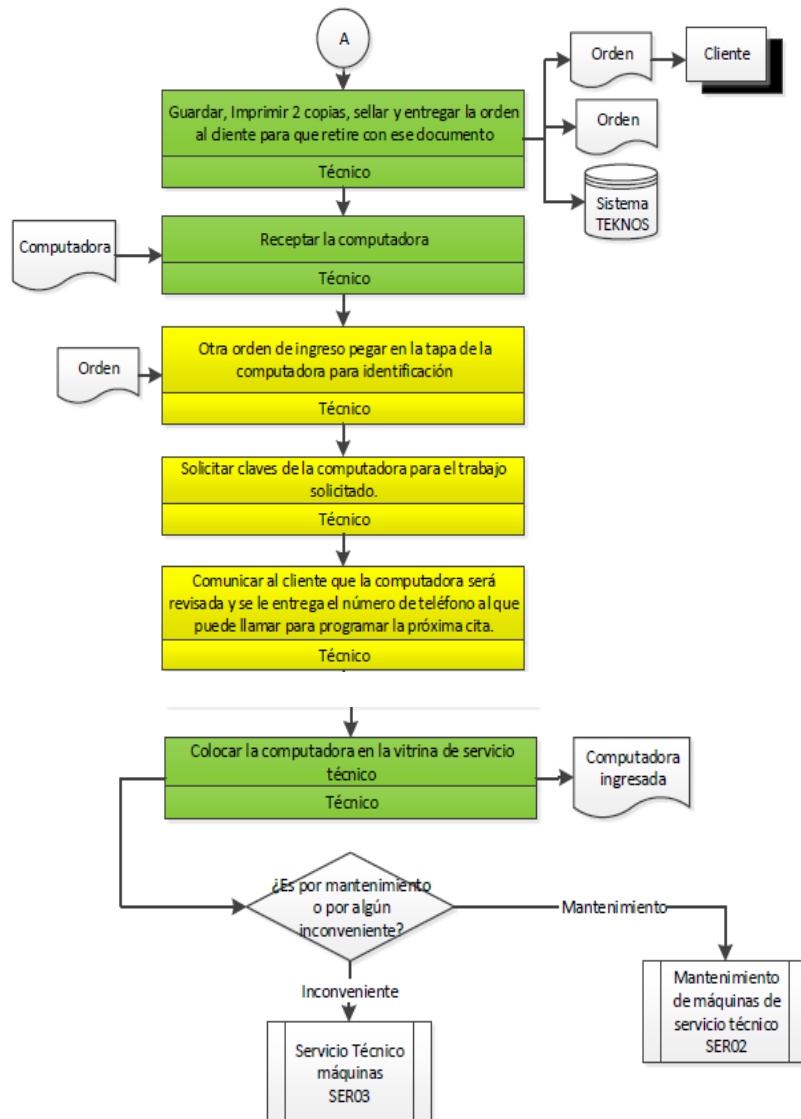 A
Guardar, Imprimir 2 copias, sellar y entregar la orden
al cliente para que retire con ese documento
Técnico
Orden
Cliente
Orden
Sistema
TEKNOS
Computadora
Receptar la computadora
Técnico
Orden
Otra orden de ingreso pegar en la tapa de la
computadora para identificación
Técnico
Solicitar claves de la computadora para el trabajo
solicitado.
Técnico
Comunicar al cliente que la computadora será
revisada y se le entrega el número de teléfono al que
puede llamar para programar la próxima cita.
Técnico
Colocar la computadora en la vitrina de servicio
técnico
Técnico
Computadora
ingresada
¿Es por mantenimiento
o por algún
inconveniente?
Mantenimiento
Inconveniente
Mantenimiento
de máquinas de
servicio técnico
SER02
Servicio Técnico
máquinas
SER03